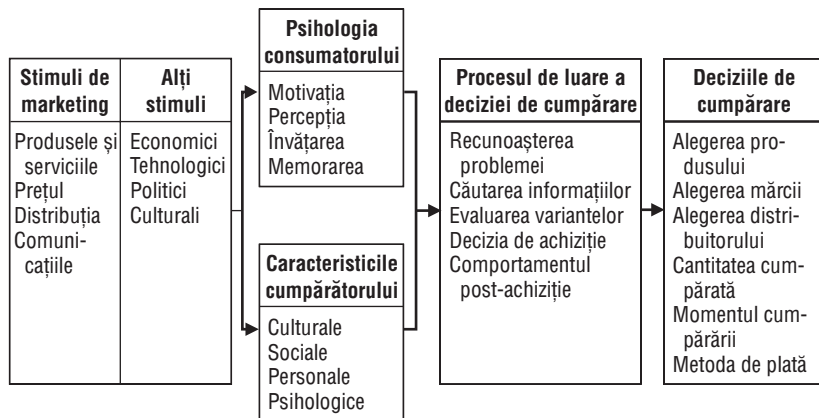 Stimuli de
marketing
Produsele și
serviciile
Prețul
Distribuția
Comuni-
cațiile
Alți
stimuli
Economici
Tehnologici
Politici
Culturali
Psihologia
consumatorului
Motivația
Percepția
Învățarea
Memorarea
Caracteristicile
cumpărătorului
Culturale
Sociale
Personale
Psihologice
Procesul de luare a
deciziei de cumpărare
Recunoașterea
problemei
Căutarea informațiilor
Evaluarea variantelor
Decizia de achiziție
Comportamentul
post-achiziție
Deciziile de
cumpărare
Alegerea pro-
dusului
Alegerea mărcii
Alegerea distri-
buitorului
Cantitatea cum-
părată
Momentul cum-
părării
Metoda de plată